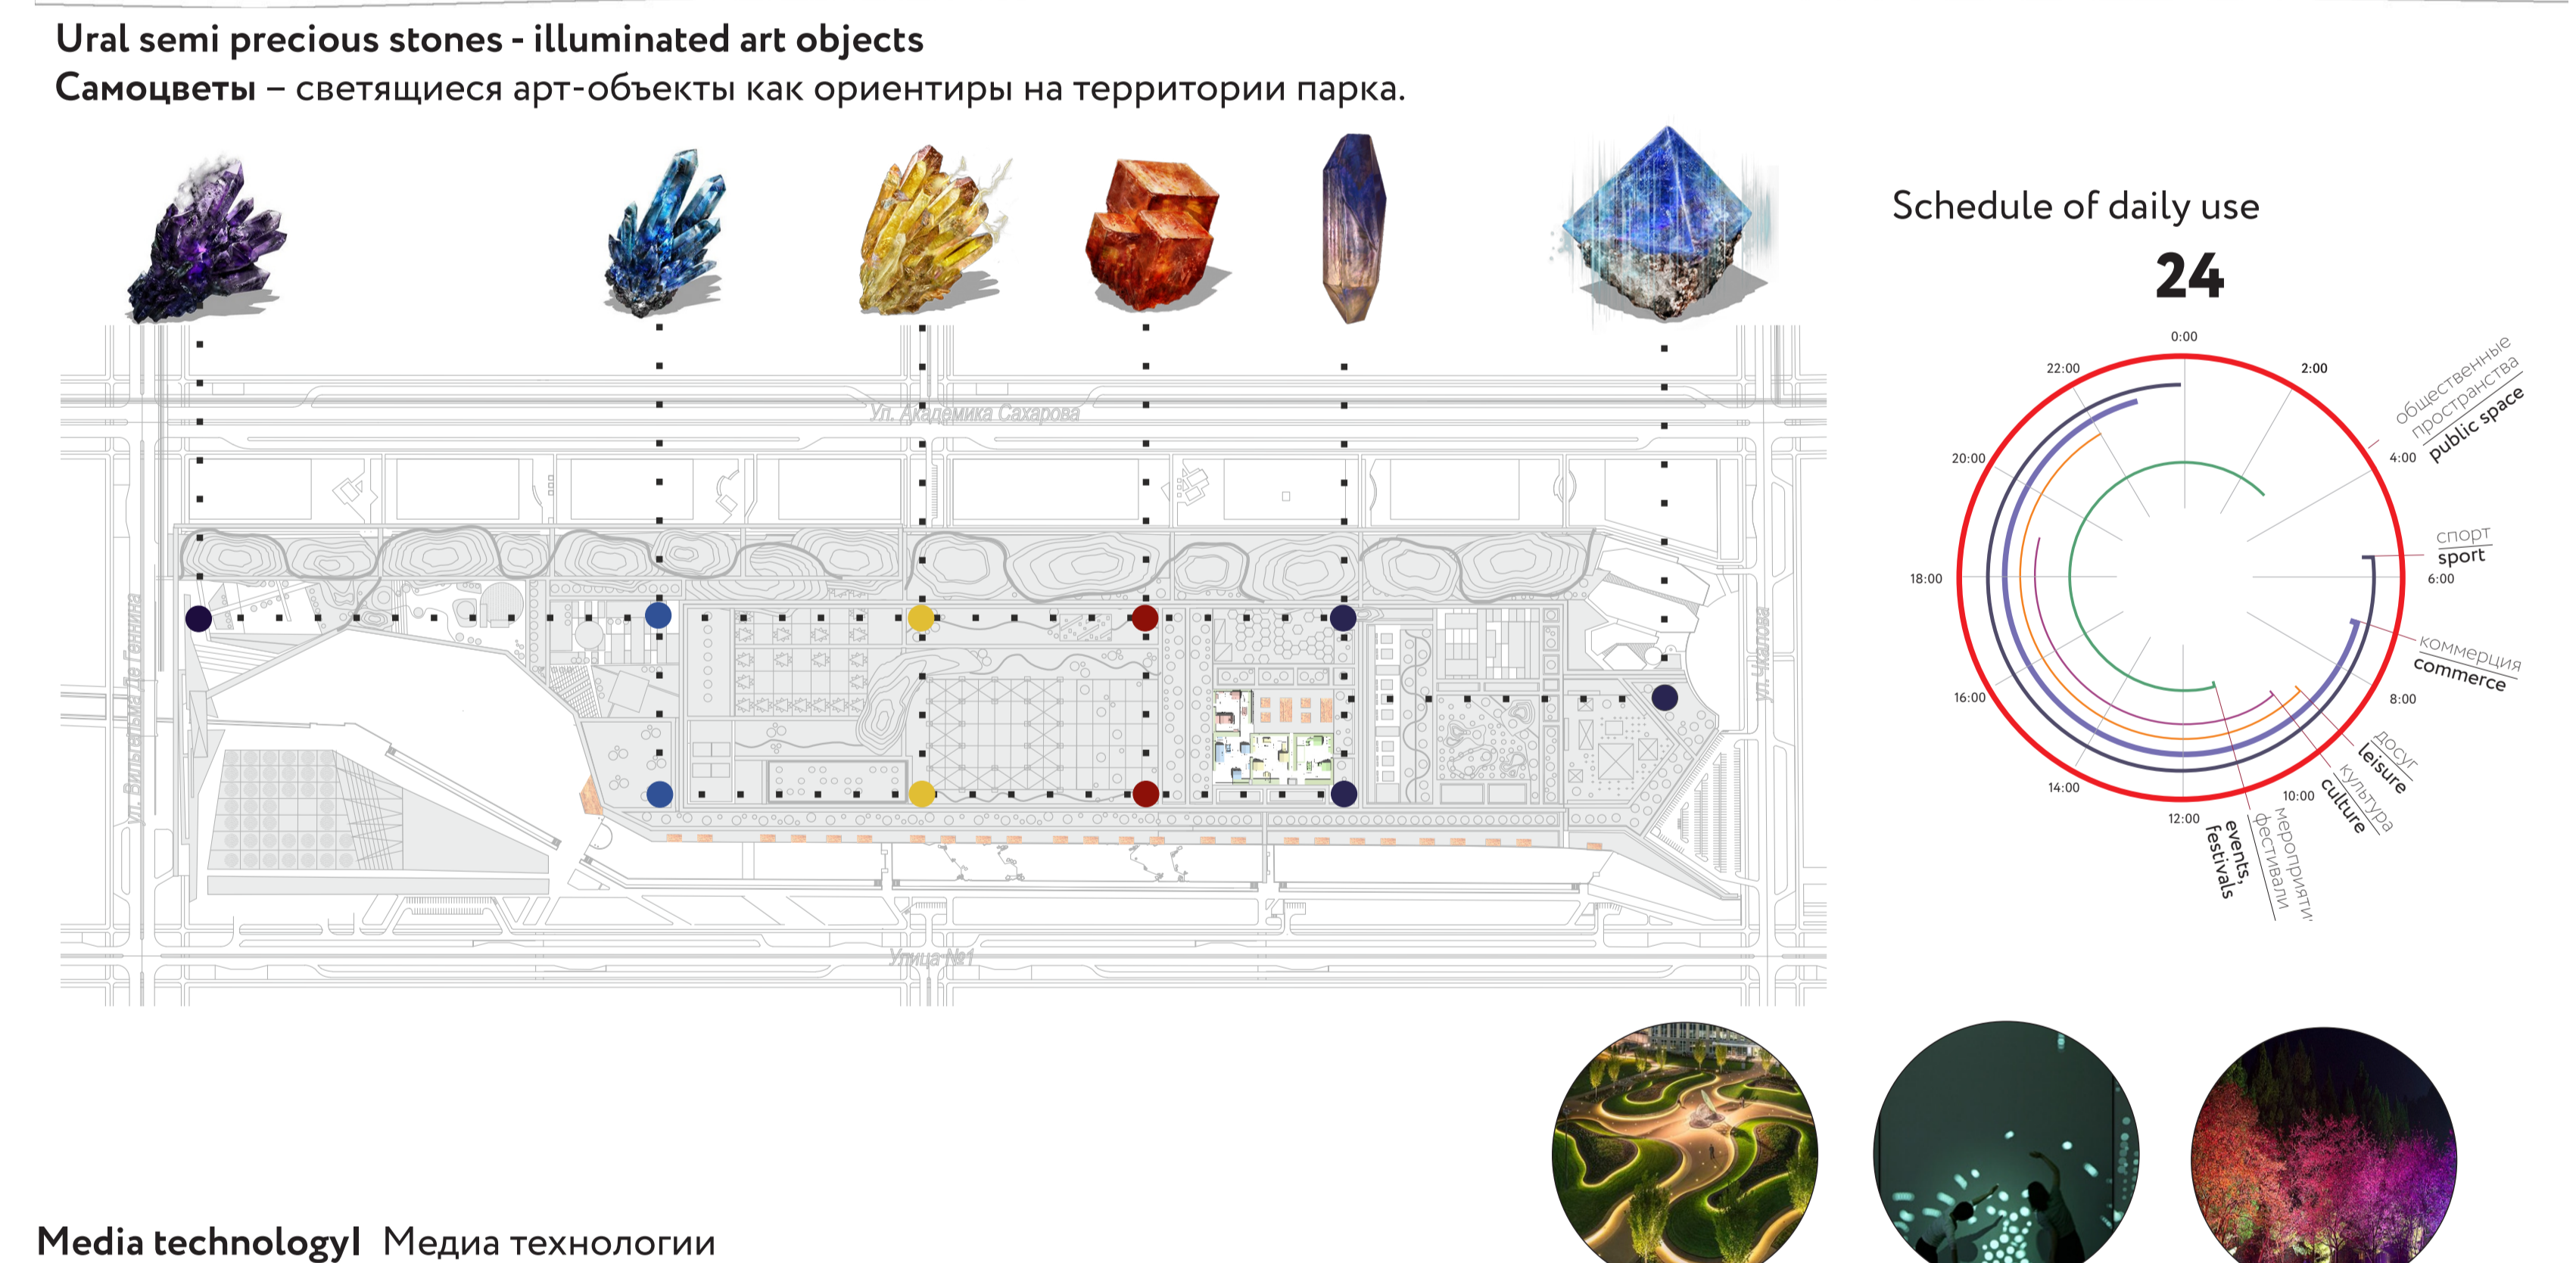 Ural semi precious stones - illuminated art objects
Самоцветы – светящиеся арт-объекты как ориентиры на территории парка.
Ул. Академика Сахарова
ул. Вильгельма Де Геннина
ул. Чкалова
Улица №1
Schedule of daily use
24
0:00
2:00
4:00
6:00
8:00
10:00
12:00
14:00
16:00
18:00
20:00
22:00
общественные
пространства
public space
спорт
sport
коммерция
commerce
досуг
leisure
культура
culture
мероприяти
фестивали
events,
festivals
Media technologyI Медиа технологии